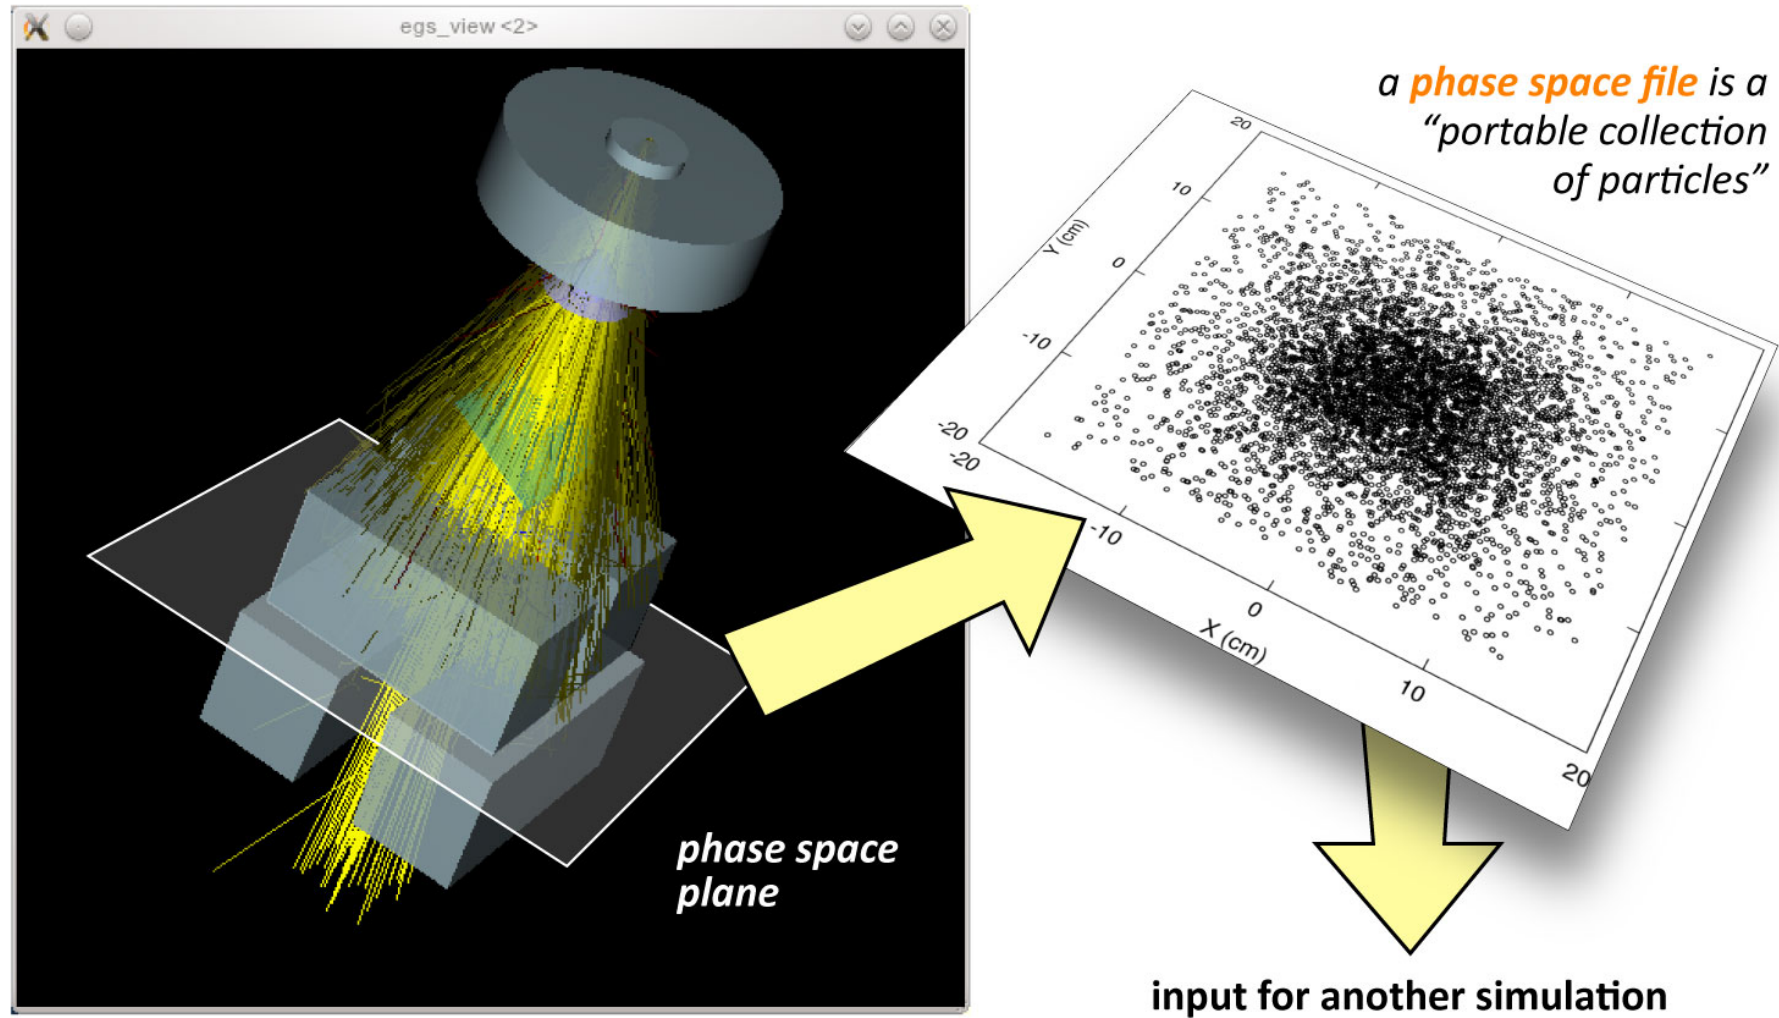 egs_view <2>
a phase space file is a
“portable collection
of particles”
20
10
0
-10
-20
Y (cm)
-20
-10
0
10
20
X (cm)
phase space
plane
input for another simulation